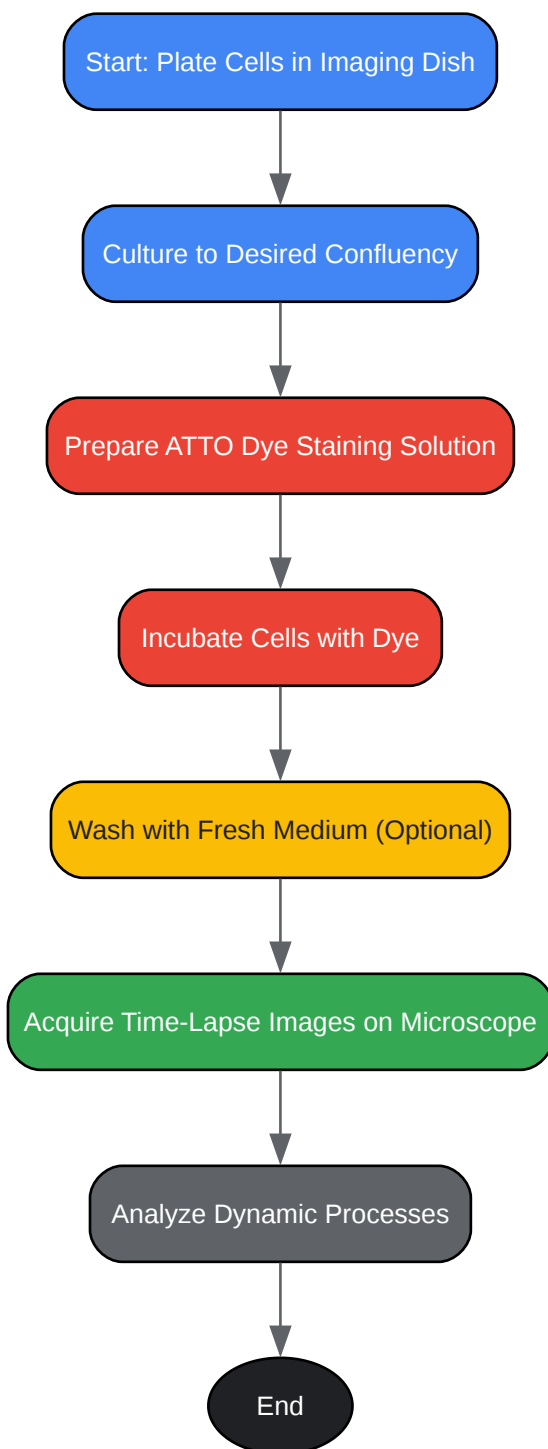 Start: Plate Cells in Imaging Dish
Culture to Desired Confluency
Prepare ATTO Dye Staining Solution
Incubate Cells with Dye
Wash with Fresh Medium (Optional)
Acquire Time-Lapse Images on Microscope
Analyze Dynamic Processes
End